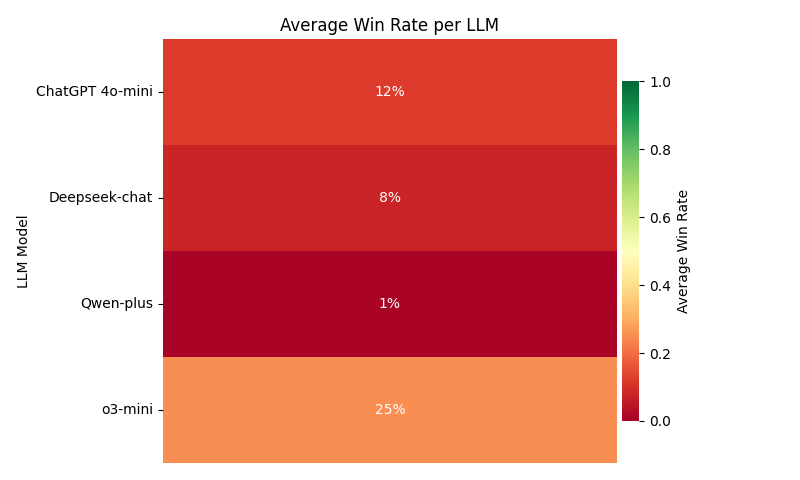 Average Win Rate per LLM
LLM Model
ChatGPT 4o-mini
12%
Deepseek-chat
8%
Qwen-plus
1%
o3-mini
25%
1.0
0.8
0.6
0.4
0.2
0.0
Average Win Rate